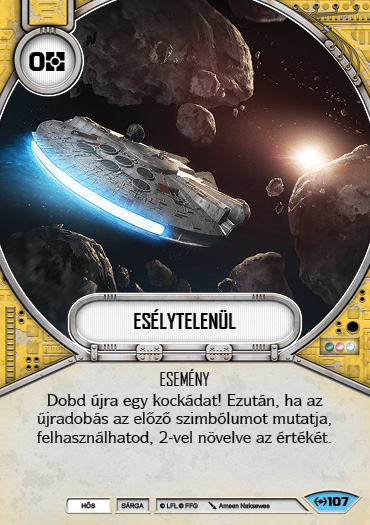 0
ESÉLYTELENÜL
ESEMÉNY
Dobd újra egy kockádat! Ezután, ha az
újradobás az előző szimbólumot mutatja,
felhasználhatod, 2-vel növelve az értékét.
HŐS SÁRGA © LFL © FFG Ameen Naksewee 107